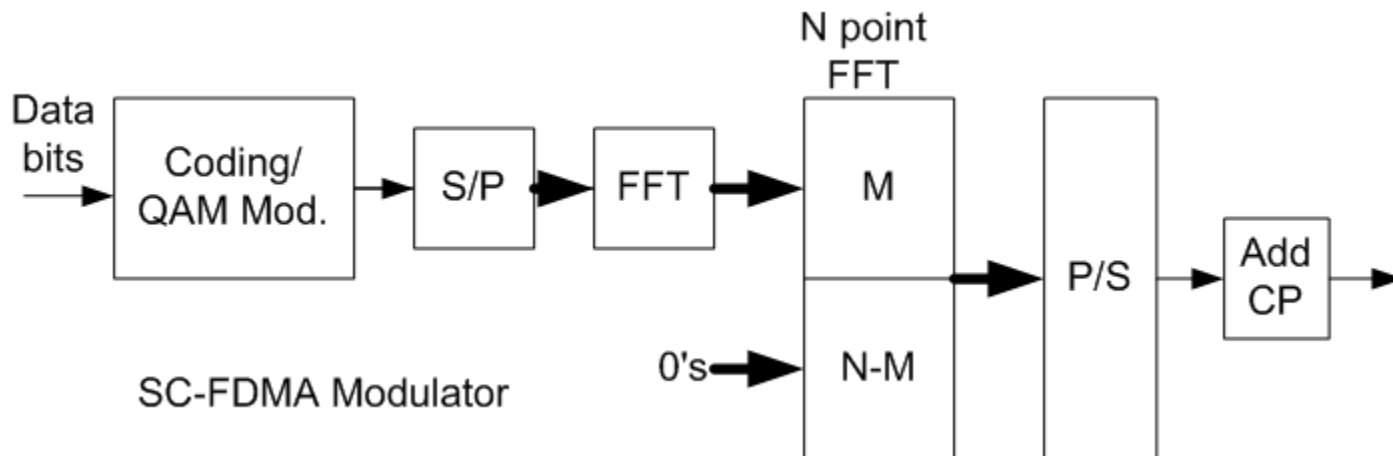 Data
bits
Coding/
QAM Mod.
S/P
FFT
N point
FFT
M
0's
N-M
P/S
Add
CP
SC-FDMA Modulator